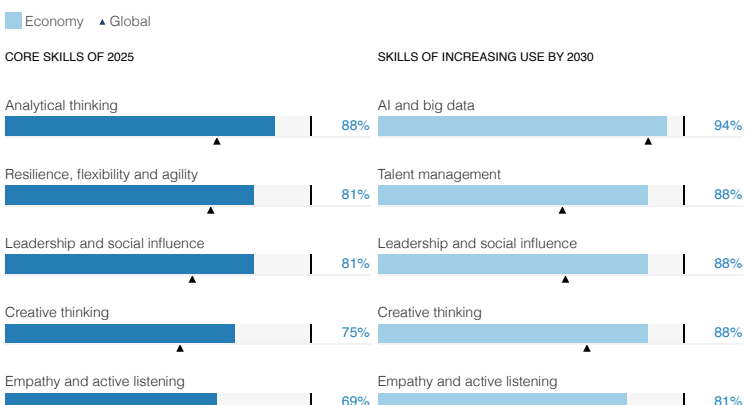 Economy ▲ Global
CORE SKILLS OF 2025
Analytical thinking
88%
Resilience, flexibility and agility
81%
Leadership and social influence
81%
Creative thinking
75%
Empathy and active listening
69%
SKILLS OF INCREASING USE BY 2030
AI and big data
94%
Talent management
88%
Leadership and social influence
88%
Creative thinking
88%
Empathy and active listening
81%